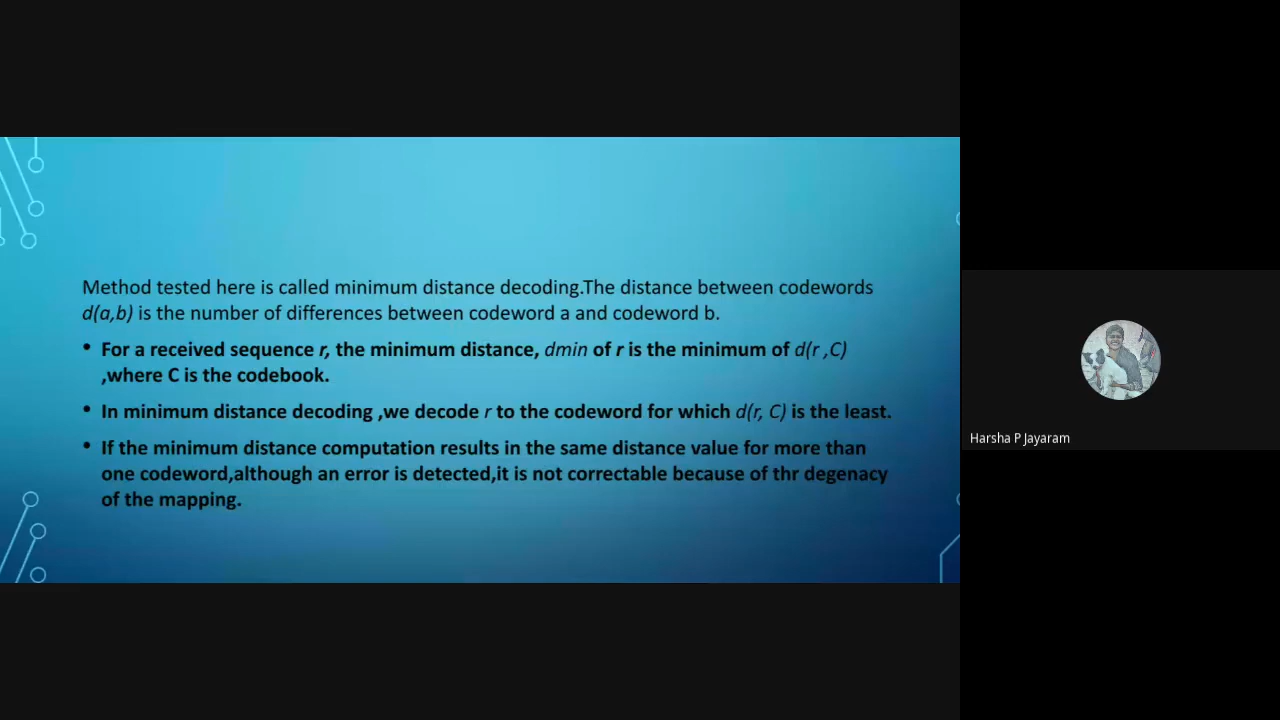 Method tested here is called minimum distance decoding.The distance between codewords
d(a,b) is the number of differences between codeword a and codeword b.
• For a received sequence r, the minimum distance, dmin of r is the minimum of d(r ,C)
,where C is the codebook.
• In minimum distance decoding ,we decode r to the codeword for which d(r, C) is the least.
• If the minimum distance computation results in the same distance value for more than
one codeword,although an error is detected,it is not correctable because of thr degenacy
of the mapping.
Harsha P Jayaram